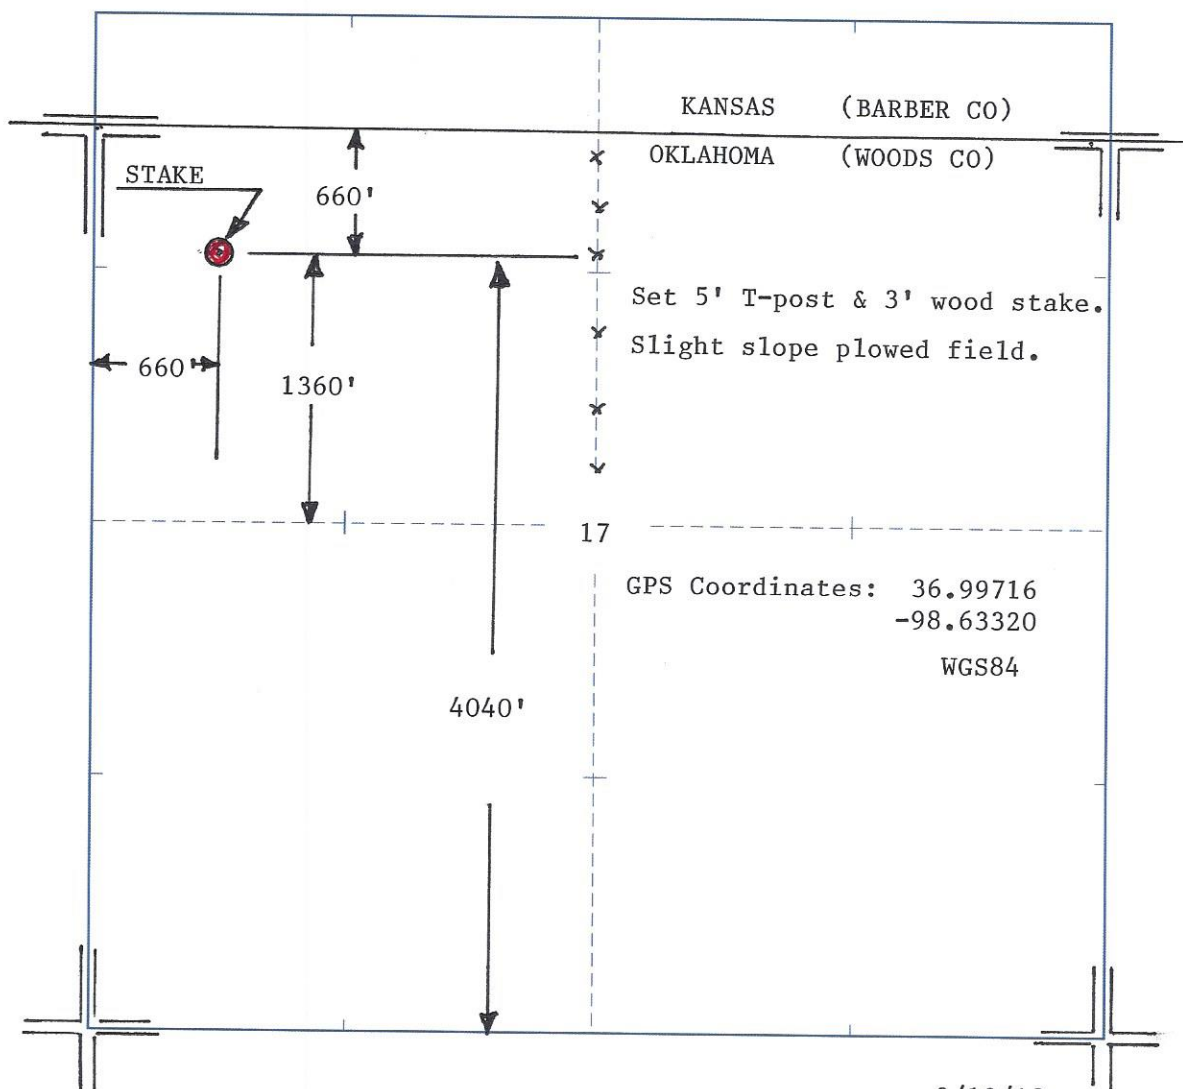 KANSAS (BARBER CO)
OKLAHOMA (WOODS CO)
STAKE
660'
Set 5' T-post & 3' wood stake.
Slight slope plowed field.
660'
1360'
17
GPS Coordinates: 36.99716
-98.63320
WGS84
4040'